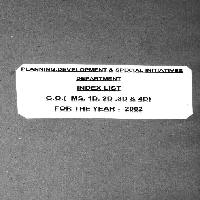 PLANNING,DEVELOPMENT & SPECIAL INITIATIVES
DEPARTMENT
INDEX LIST
G.O.( MS, 1D, 2D ,3D & 4D)
FOR THE YEAR - 2002